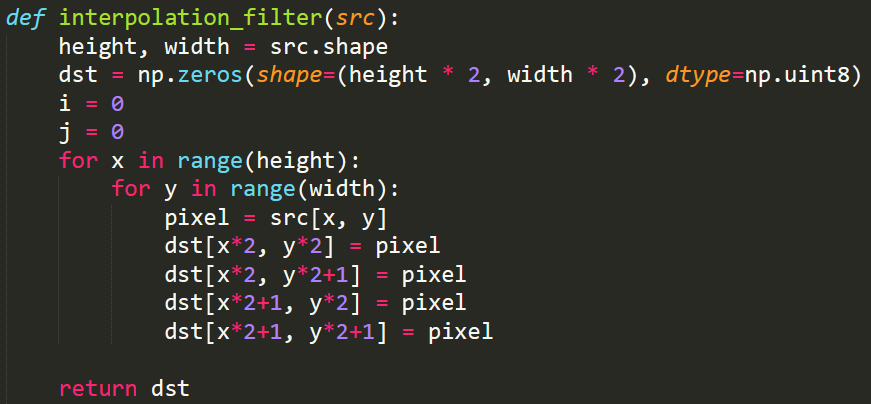 def interpolation_filter(src):
    height, width = src.shape
    dst = np.zeros(shape=(height * 2, width * 2), dtype=np.uint8)
    i = 0
    j = 0
    for x in range(height):
        for y in range(width):
            pixel = src[x, y]
            dst[x*2, y*2] = pixel
            dst[x*2, y*2+1] = pixel
            dst[x*2+1, y*2] = pixel
            dst[x*2+1, y*2+1] = pixel

    return dst